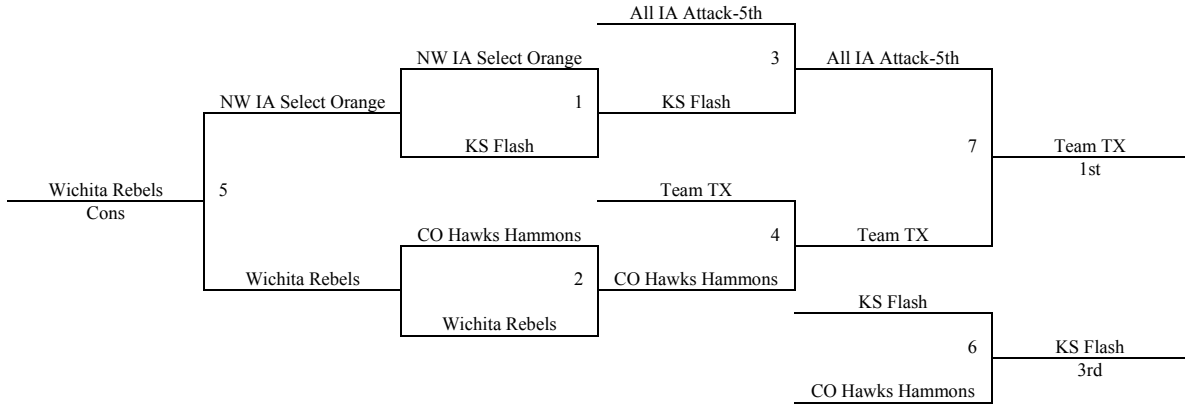 All IA Attack-5th
NW IA Select Orange
3
All IA Attack-5th
NW IA Select Orange
1
KS Flash
KS Flash
7
Team TX
1st
Wichita Rebels
Cons
5
Team TX
CO Hawks Hammons
4
Team TX
Wichita Rebels
2
CO Hawks Hammons
KS Flash
Wichita Rebels
6
KS Flash
3rd
CO Hawks Hammons